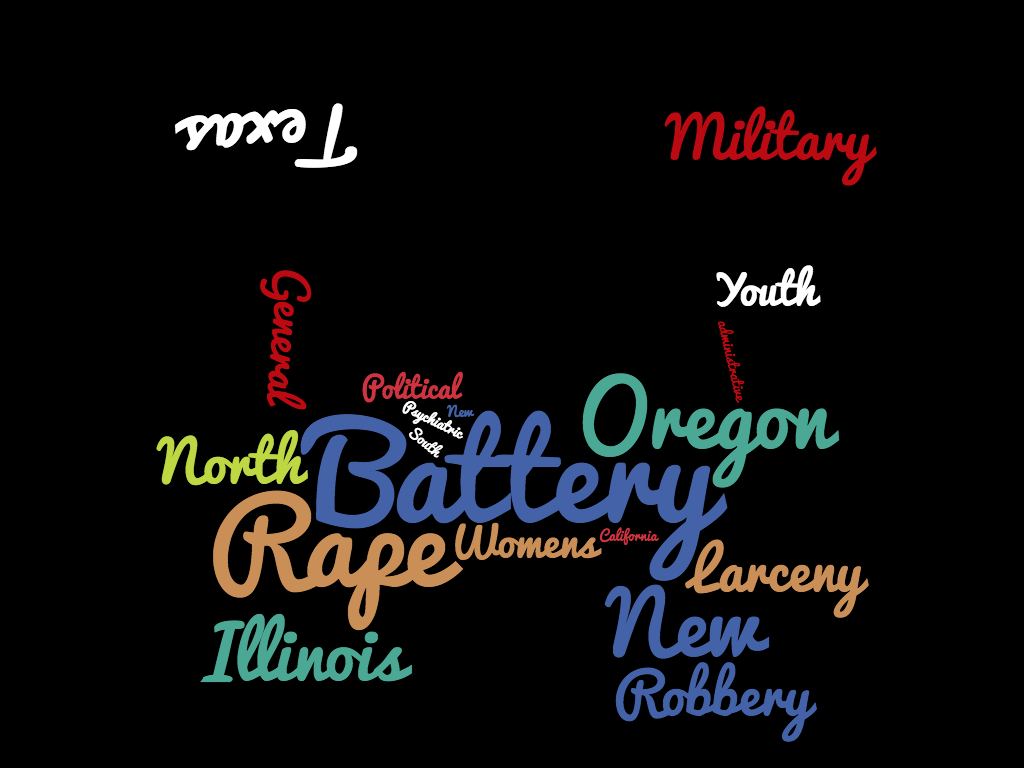 Texas
Military
General
Youth
administrative
Political
Psychiatric
New
South
Oregon
North
Battery
Rape
Womens
California
Larceny
New
Illinois
Robbery